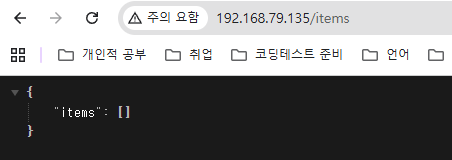 주의 요함 192.168.79.135/items
개인적 공부 취업 코딩테스트 준비 언어
{
"items": []
}